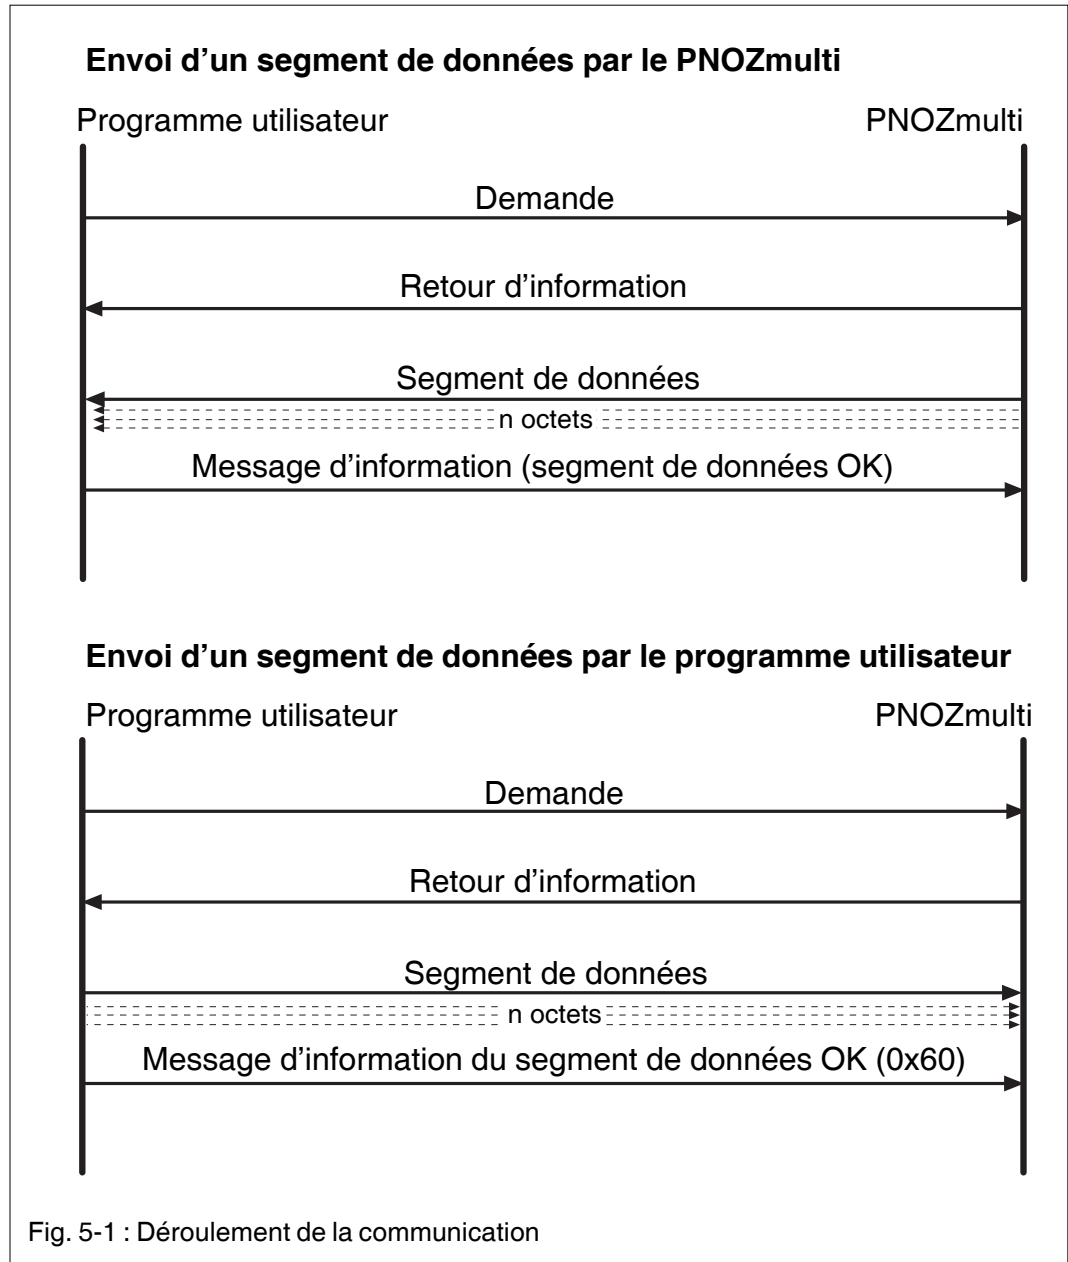 Envoi d’un segment de données par le PNOZmulti
Programme utilisateur PNOZmulti
Demande
Retour d’information
Segment de données
n octets
Message d’information (segment de données OK)
Envoi d’un segment de données par le programme utilisateur
Programme utilisateur PNOZmulti
Demande
Retour d’information
Segment de données
n octets
Message d’information du segment de données OK (0x60)
Fig. 5-1 : Déroulement de la communication